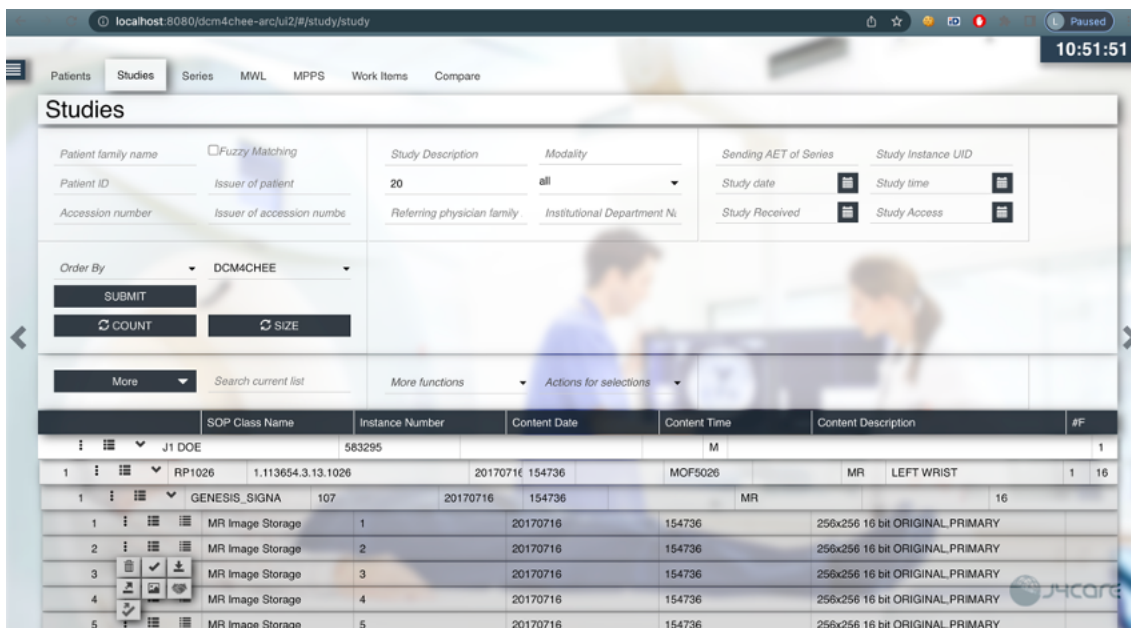 localhost:8080/dcm4chee-arc/ui2/#/study/study
L Paused
10:51:51
Patients Studies Series MWL MPPS Work Items Compare
Studies
Patient family name Fuzzy Matching Study Description Modality Sending AET of Series Study Instance UID
Patient ID Issuer of patient 20 all Study date Study time
Accession number Issuer of accession numbe Referring physician family Institutional Department Na Study Received Study Access
Order By DCM4CHEE
SUBMIT
COUNT SIZE
More Search current list More functions Actions for selections
SOP Class Name Instance Number Content Date Content Time Content Description #F
J1 DOE 583295 M 1
1 RP1026 1.113654.3.13.1026 20170716 154736 MOF5026 MR LEFT WRIST 1 16
1 GENESIS_SIGNA 107 20170716 154736 MR 16
1 MR Image Storage 1 20170716 154736 256x256 16 bit ORIGINAL,PRIMARY
2 MR Image Storage 2 20170716 154736 256x256 16 bit ORIGINAL,PRIMARY
3 MR Image Storage 3 20170716 154736 256x256 16 bit ORIGINAL,PRIMARY
4 MR Image Storage 4 20170716 154736 256x256 16 bit ORIGINAL,PRIMARY
J4care
5 MR Image Storage 5 20170716 154736 256x256 16 bit ORIGINAL,PRIMARY